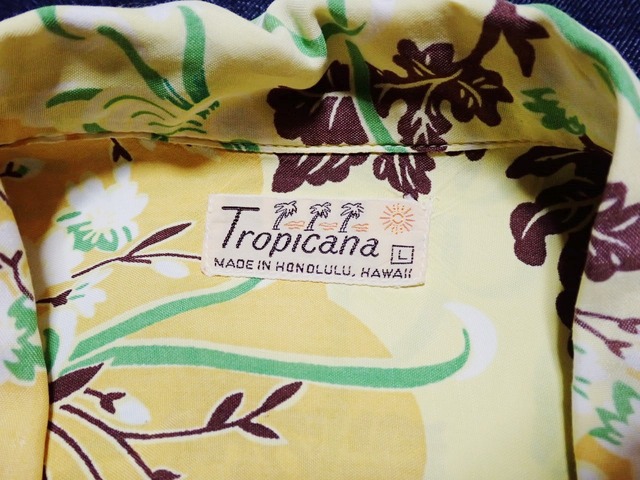 Tropicana L
MADE IN HONOLULU, HAWAII